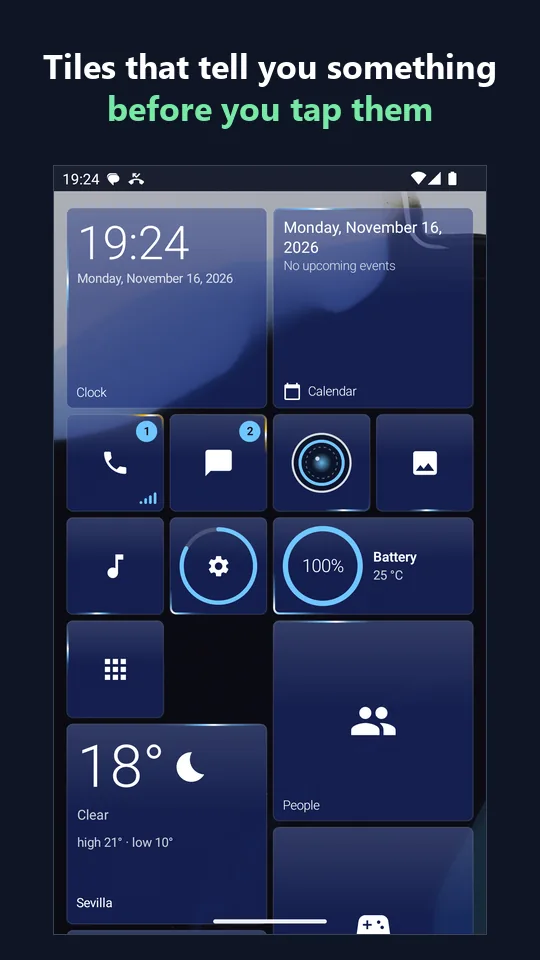 Tiles that tell you something
before you tap them
19:24
19:24
Monday, November 16, 2026
Clock
Monday, November 16,
2026
No upcoming events
Calendar
1
2
100%
Battery
25 °C
18°
Clear
high 21° · low 10°
Sevilla
People